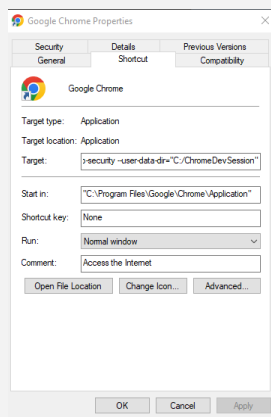 Google Chrome Properties
Security Details Previous Versions
General Shortcut Compatibility
Google Chrome
Target type: Application
Target location: Application
Target: -security --user-data-dir="C:/ChromeDevSession"
Start in: "C:\Program Files\Google\Chrome\Application"
Shortcut key: None
Run: Normal window
Comment: Access the Internet
Open File Location Change Icon... Advanced...
OK Cancel Apply